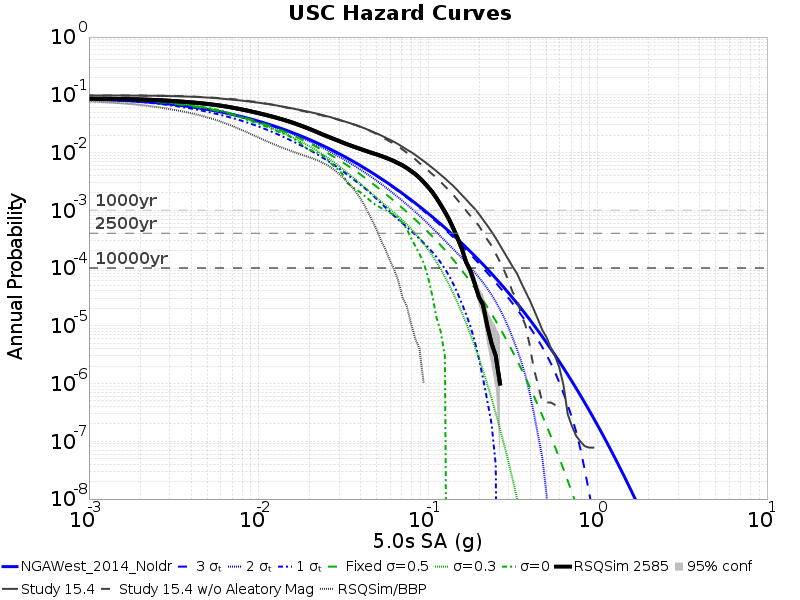 USC Hazard Curves
10^0
10^-1
10^-2
10^-3
10^-4
10^-5
10^-6
10^-7
10^-8
Annual Probability
1000yr
2500yr
10000yr
10^-3 10^-2 10^-1 10^0 10^1
5.0s SA (g)
NGAWest_2014_NoIdr 3 σₜ 2 σₜ 1 σₜ Fixed σ=0.5 σ=0.3 σ=0 RSQSim 2585 95% conf
Study 15.4 Study 15.4 w/o Aleatory Mag RSQSim/BBP